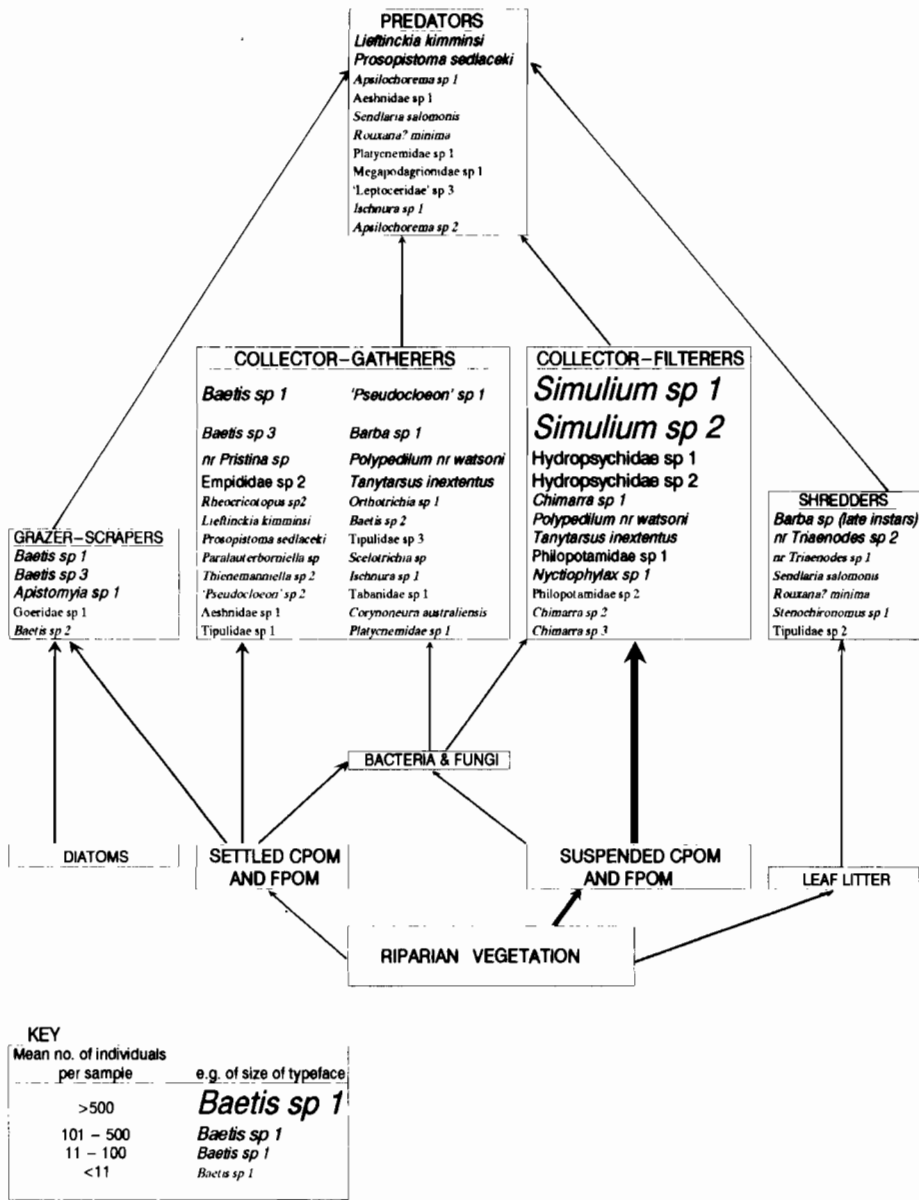 PREDATORS
Lieftinckia kimminsi
Prosopistoma sedlaceki
Apsilochorema sp 1
Aeshnidae sp 1
Sendlaria salomonis
Rouxana? minima
Platycnemidae sp 1
Megapodagrionidae sp 1
'Leptoceridae' sp 3
Ischnura sp 1
Apsilochorema sp 2
COLLECTOR-GATHERERS
Baetis sp 1 'Pseudocloeon' sp 1
Baetis sp 3 Barba sp 1
nr Pristina sp Polypedilum nr watsoni
Empididae sp 2 Tanytarsus inextentus
Rheocricotopus sp2 Orthotrichia sp 1
Lieftinckia kimminsi Baetis sp 2
Prosopistoma sedlaceki Tipulidae sp 3
Paralauterborniella sp Scelotrichia sp
Thienemanniella sp 2 Ischnura sp 1
'Pseudocloeon' sp 2 Tabanidae sp 1
Aeshnidae sp 1 Corynoneura australiensis
Tipulidae sp 1 Platycnemidae sp 1
COLLECTOR-FILTERERS
Simulium sp 1
Simulium sp 2
Hydropsychidae sp 1
Hydropsychidae sp 2
Chimarra sp 1
Polypedilum nr watsoni
Tanytarsus inextentus
Philopotamidae sp 1
Nyctiophylax sp 1
Philopotamidae sp 2
Chimarra sp 2
Chimarra sp 3
GRAZER-SCRAPERS
Baetis sp 1
Baetis sp 3
Apistomyia sp 1
Goeridae sp 1
Baetis sp 2
SHREDDERS
Barba sp (late instars)
nr Triaenodes sp 2
nr Triaenodes sp 1
Sendlaria salomonis
Rouxana? minima
Stenochironomus sp 1
Tipulidae sp 2
BACTERIA & FUNGI
DIATOMS
SETTLED CPOM
AND FPOM
SUSPENDED CPOM
AND FPOM
LEAF LITTER
RIPARIAN VEGETATION
KEY
Mean no. of individuals
per sample e.g. of size of typeface
>500 Baetis sp 1
101 – 500 Baetis sp 1
11 – 100 Baetis sp 1
<11 Baetis sp 1